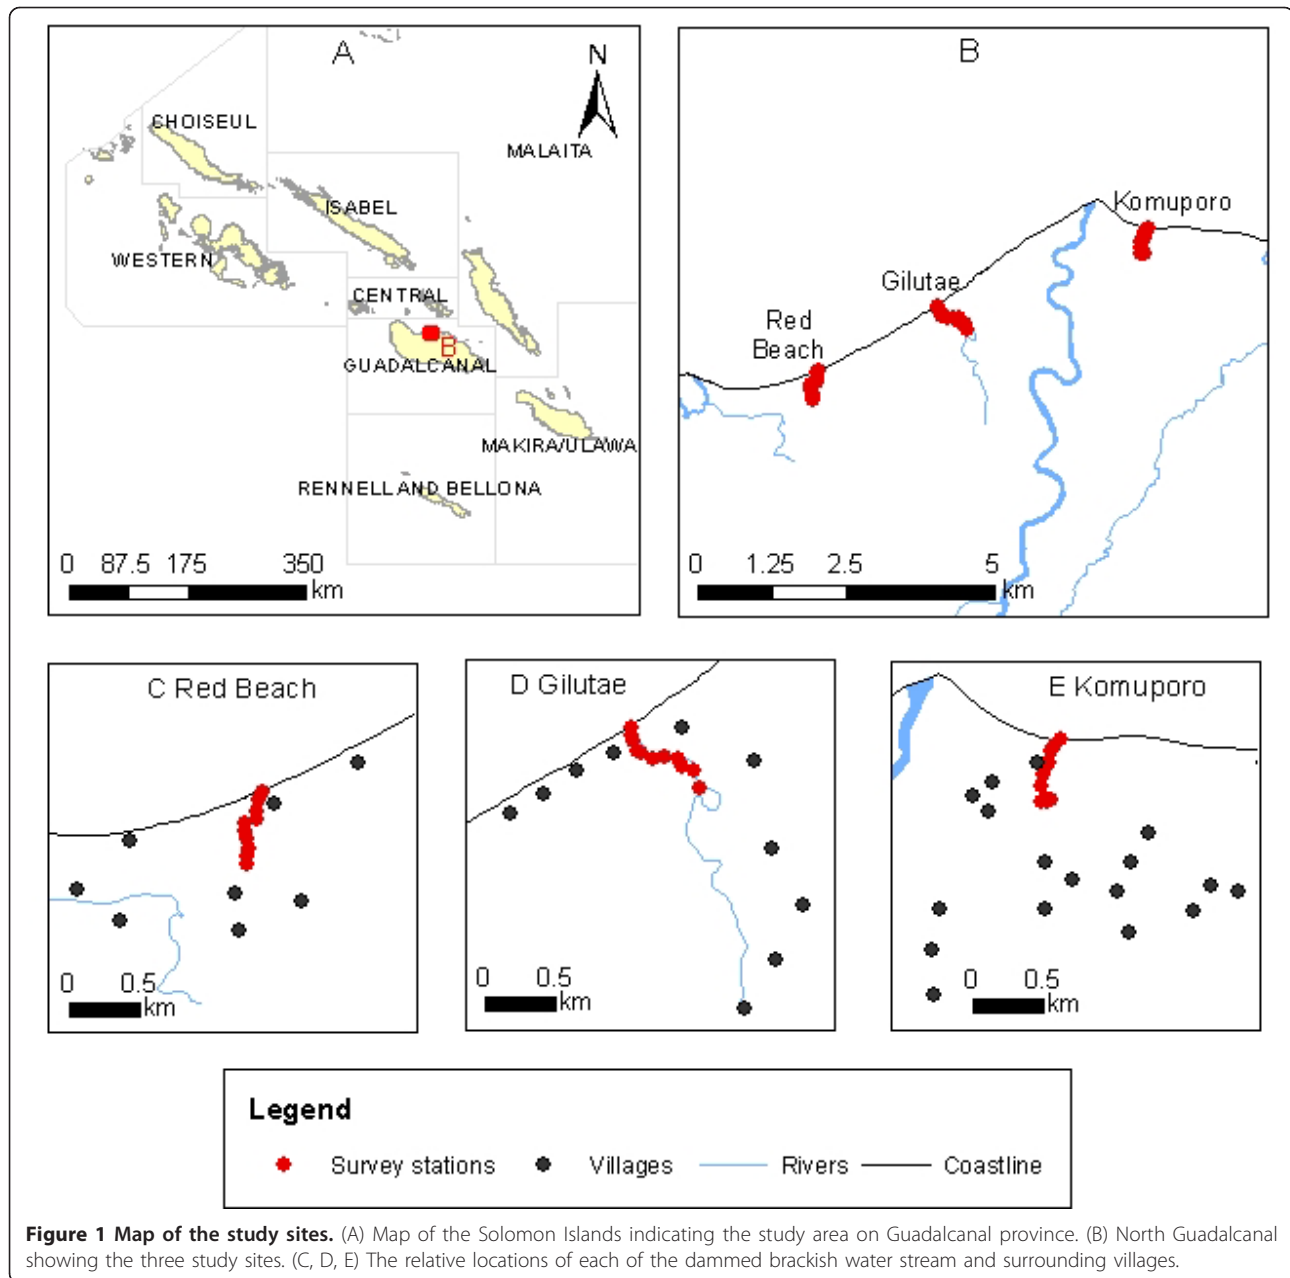 A
N
CHOISEUL
MALAITA
ISABEL
WESTERN
CENTRAL
B
GUADALCANAL
MAKIRA/ULAWA
RENNELL AND BELLONA
0 87.5 175 350
km
B
Komuporo
Gilutae
Red
Beach
0 1.25 2.5 5
km
C Red Beach
0 0.5
km
D Gilutae
0 0.5
km
E Komuporo
0 0.5
km
Legend
Survey stations Villages Rivers Coastline
Figure 1 Map of the study sites. (A) Map of the Solomon Islands indicating the study area on Guadalcanal province. (B) North Guadalcanal
showing the three study sites. (C, D, E) The relative locations of each of the dammed brackish water stream and surrounding villages.